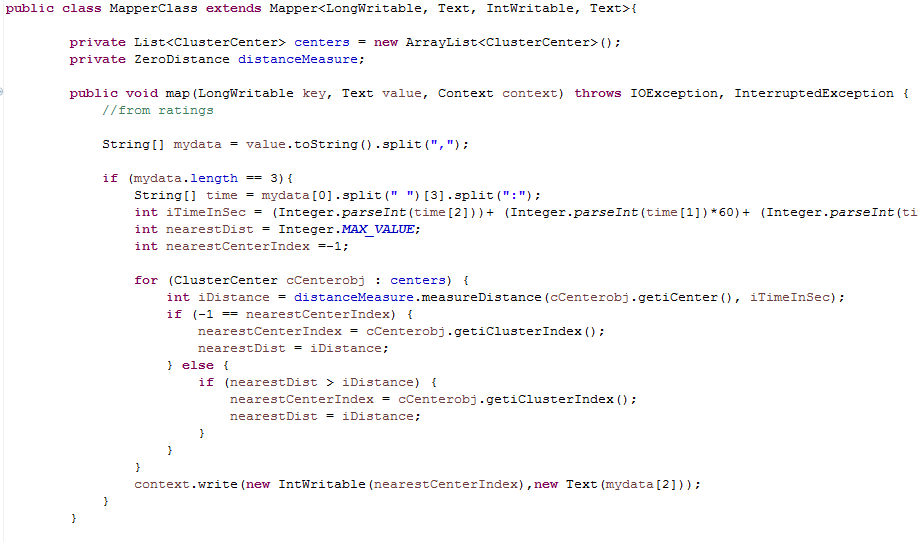 public class MapperClass extends Mapper<LongWritable, Text, IntWritable, Text>{
private List<ClusterCenter> centers = new ArrayList<ClusterCenter>();
private ZeroDistance distanceMeasure;
public void map(LongWritable key, Text value, Context context) throws IOException, InterruptedException {
//from ratings
String[] mydata = value.toString().split(",");
if (mydata.length == 3){
String[] time = mydata[0].split(" ")[3].split(":");
int iTimeInSec = (Integer.parseInt(time[2]))+ (Integer.parseInt(time[1])*60)+ (Integer.parseInt(ti
int nearestDist = Integer.MAX_VALUE;
int nearestCenterIndex =-1;
for (ClusterCenter cCenterobj : centers) {
int iDistance = distanceMeasure.measureDistance(cCenterobj.getiCenter(), iTimeInSec);
if (-1 == nearestCenterIndex) {
nearestCenterIndex = cCenterobj.getiClusterIndex();
nearestDist = iDistance;
} else {
if (nearestDist > iDistance) {
nearestCenterIndex = cCenterobj.getiClusterIndex();
nearestDist = iDistance;
}
}
}
context.write(new IntWritable(nearestCenterIndex),new Text(mydata[2]));
}
}